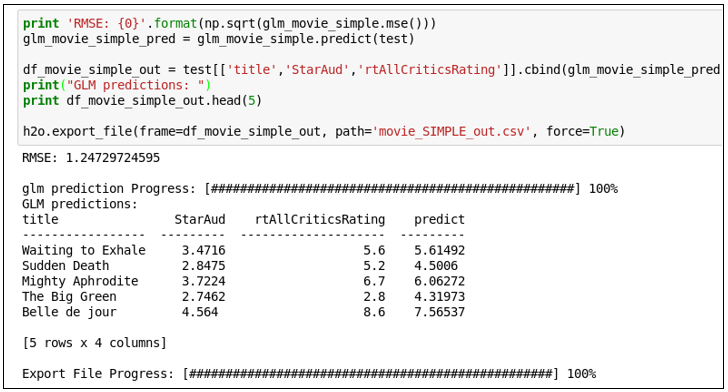 print 'RMSE: {0}'.format(np.sqrt(glm_movie_simple.mse()))
glm_movie_simple_pred = glm_movie_simple.predict(test)
df_movie_simple_out = test[['title','StarAud','rtAllCriticsRating']].cbind(glm_movie_simple_pred
print("GLM predictions: ")
print df_movie_simple_out.head(5)
h2o.export_file(frame=df_movie_simple_out, path='movie_SIMPLE_out.csv', force=True)
RMSE: 1.24729724595
glm prediction Progress: [##################################################] 100%
GLM predictions:
title StarAud rtAllCriticsRating predict
----------------- --------- -------------------- ---------
Waiting to Exhale 3.4716 5.6 5.61492
Sudden Death 2.8475 5.2 4.5006
Mighty Aphrodite 3.7224 6.7 6.06272
The Big Green 2.7462 2.8 4.31973
Belle de jour 4.564 8.6 7.56537
[5 rows x 4 columns]
Export File Progress: [##################################################] 100%